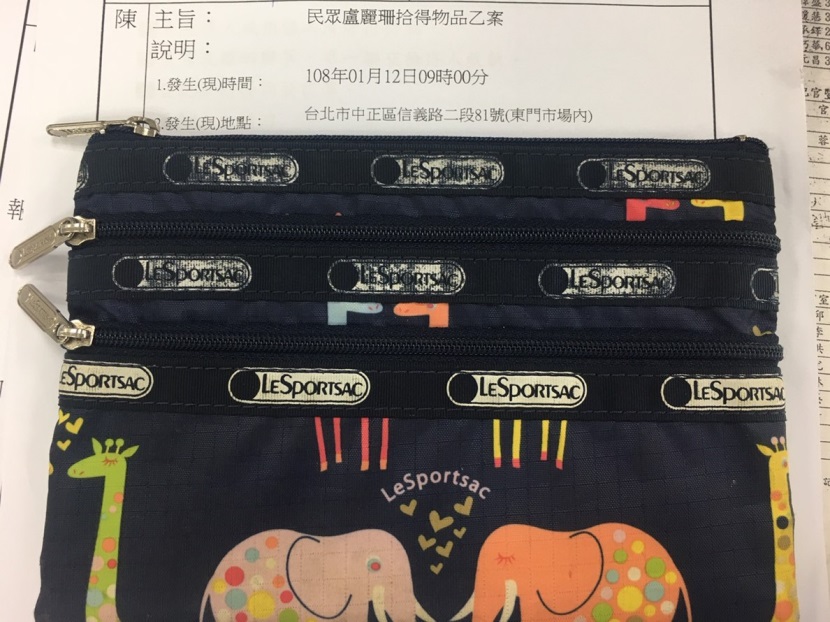 陳
主旨：
民眾盧麗珊拾得物品乙案
說明：
1.發生(現)時間：
108年01月12日09時00分
2.發生(現)地點：
台北市中正區信義路二段81號(東門市場內)
LESPORTSAC LESPORTSAC LESPORTSAC
LESPORTSAC LESPORTSAC LESPORTSAC
ESPORTSAC LESPORTSAC LESPORTSAC LESPORTSAC
LeSportsac